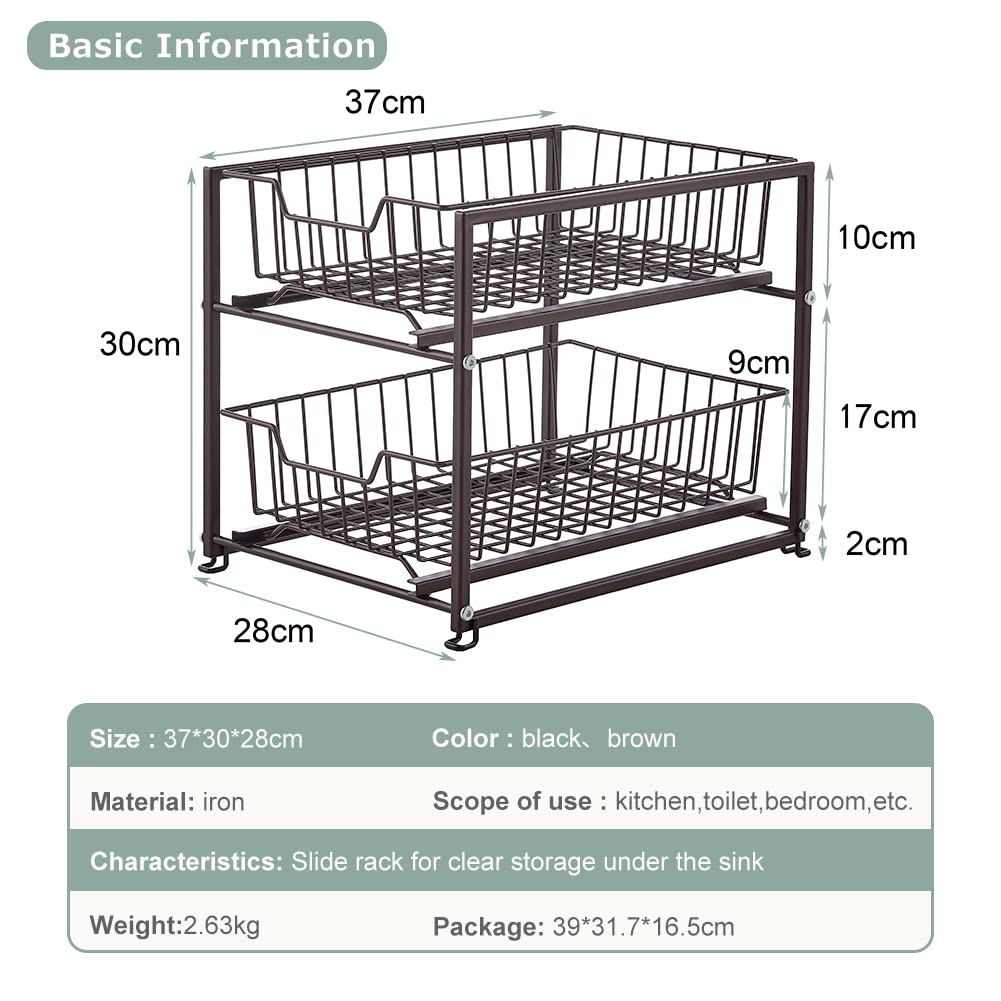 Basic Information
37cm
10cm
30cm
9cm
17cm
2cm
28cm
Size : 37*30*28cm
Color : black、brown
Material: iron
Scope of use : kitchen,toilet,bedroom,etc.
Characteristics: Slide rack for clear storage under the sink
Weight:2.63kg
Package: 39*31.7*16.5cm